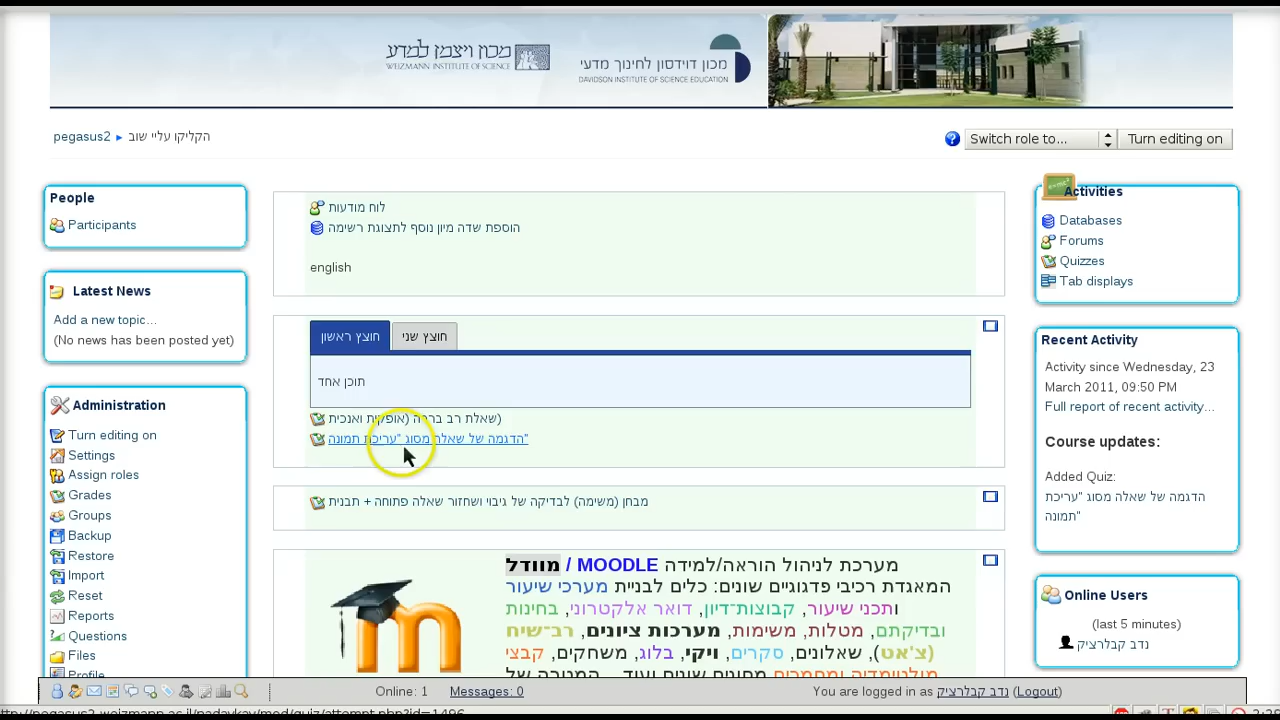 מכון ויצמן למדע
WEIZMANN INSTITUTE OF SCIENCE
מכון דוידסון לחינוך מדעי
DAVIDSON INSTITUTE OF SCIENCE EDUCATION
pegasus2 ► הקליקו עליי שוב
Switch role to...
Turn editing on
People
Participants
Latest News
Add a new topic...
(No news has been posted yet)
Administration
Turn editing on
Settings
Assign roles
Grades
Groups
Backup
Restore
Import
Reset
Reports
Questions
Files
Profile
לוח מודעות
הוספת שדה מיון נוסף לתצוגת רשימה
english
חוצץ ראשון
חוצץ שני
תוכן אחד
שאלת רב ברירה (אופקית ואנכית)
הדגמה של שאלה מסוג "עריכת תמונה"
מבחן (משימה) לבדיקה של גיבוי ושחזור שאלה פתוחה + תבנית
מוודל / MOODLE מערכת לניהול הוראה/למידה
המאגדת רכיבי פדגוגיים שונים: כלים לבניית מערכי שיעור
ותכני שיעור, קבוצות־דיון, דואר אלקטרוני, בחינות
ובדיקתם, מטלות, משימות, מערכות ציונים, רב־שיח
(צ'אט), שאלונים, סקרים, ויקי, בלוג, משחקים, קבצי
Activities
Databases
Forums
Quizzes
Tab displays
Recent Activity
Activity since Wednesday, 23
March 2011, 09:50 PM
Full report of recent activity...
Course updates:
Added Quiz:
הדגמה של שאלה מסוג "עריכת
תמונה"
Online Users
(last 5 minutes)
נדב קבלרציק
Online: 1
Messages: 0
You are logged in as נדב קבלרציק (Logout)